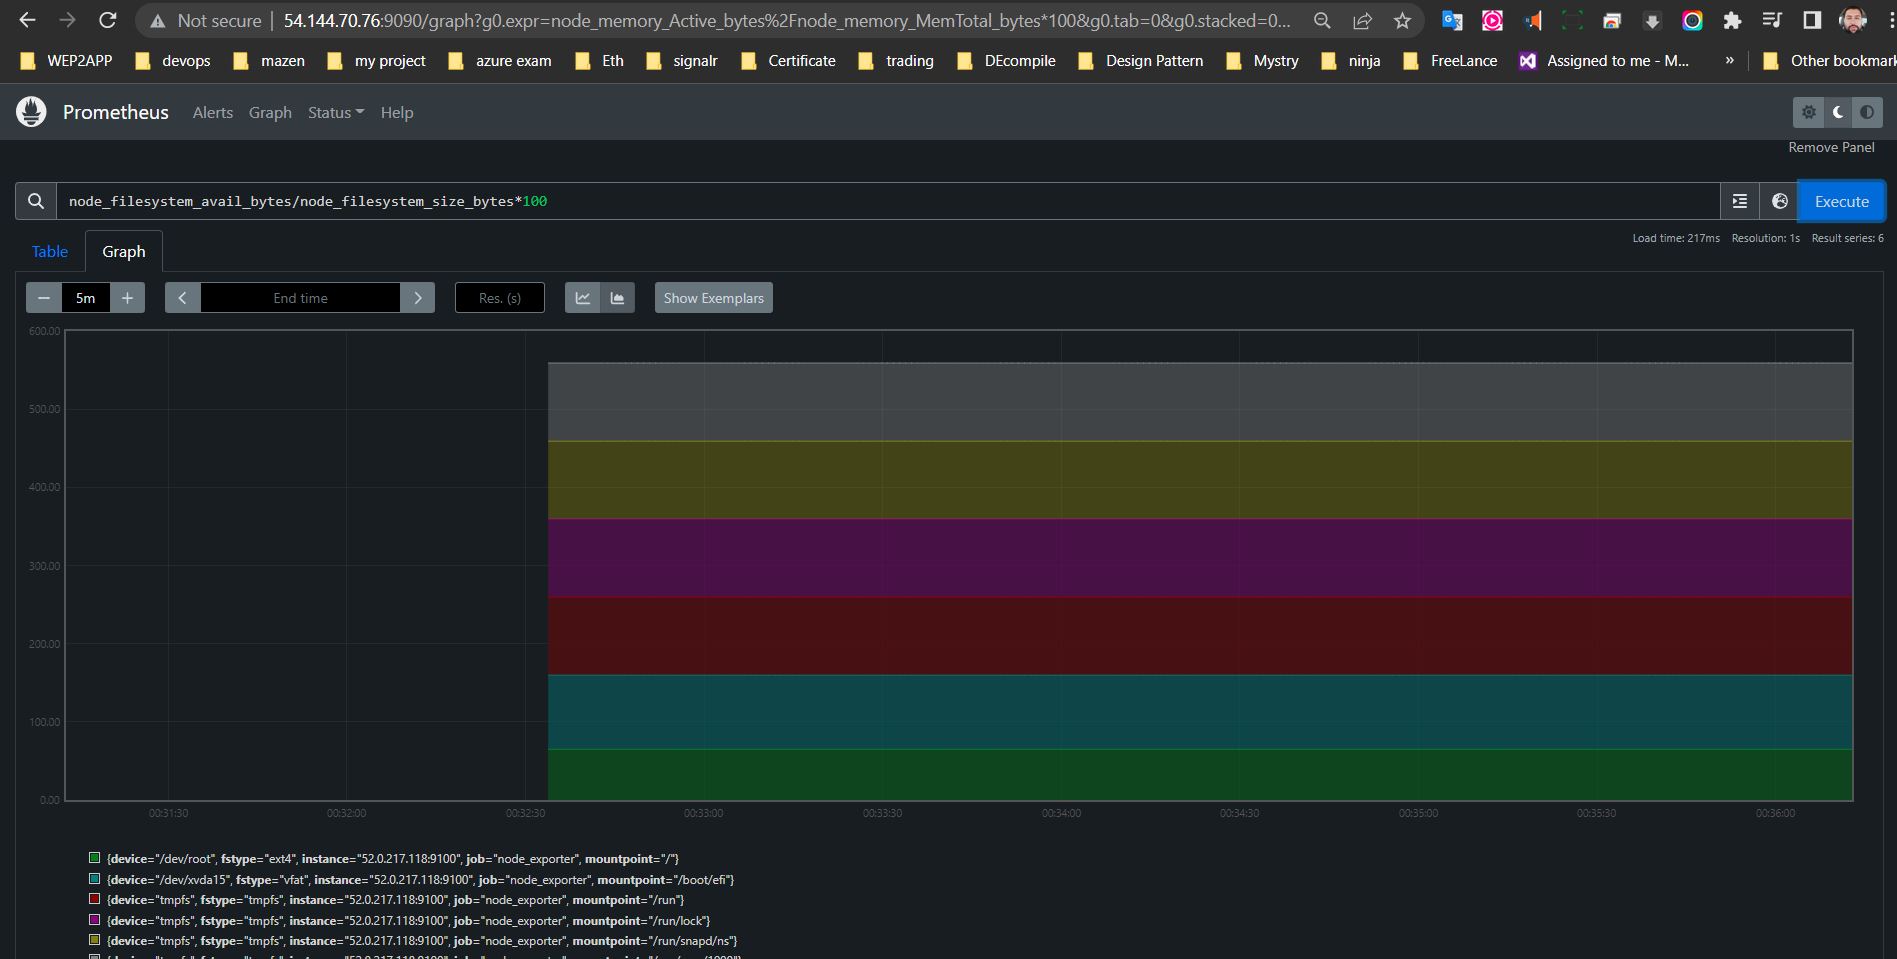 Not secure | 54.144.70.76:9090/graph?g0.expr=node_memory_Active_bytes%2Fnode_memory_MemTotal_bytes*100&g0.tab=0&g0.stacked=0...
WEP2APP devops mazen my project azure exam Eth signalr Certificate trading DEcompile Design Pattern Mystry ninja FreeLance Assigned to me - M... » Other bookmark
Prometheus Alerts Graph Status Help
Remove Panel
node_filesystem_avail_bytes/node_filesystem_size_bytes*100 Execute
Load time: 217ms Resolution: 1s Result series: 6
Table Graph
− 5m + < End time > Res. (s) Show Exemplars
600.00
500.00
400.00
300.00
200.00
100.00
0.00
00:31:30 00:32:00 00:32:30 00:33:00 00:33:30 00:34:00 00:34:30 00:35:00 00:35:30 00:36:00
{device="/dev/root", fstype="ext4", instance="52.0.217.118:9100", job="node_exporter", mountpoint="/"}
{device="/dev/xvda15", fstype="vfat", instance="52.0.217.118:9100", job="node_exporter", mountpoint="/boot/efi"}
{device="tmpfs", fstype="tmpfs", instance="52.0.217.118:9100", job="node_exporter", mountpoint="/run"}
{device="tmpfs", fstype="tmpfs", instance="52.0.217.118:9100", job="node_exporter", mountpoint="/run/lock"}
{device="tmpfs", fstype="tmpfs", instance="52.0.217.118:9100", job="node_exporter", mountpoint="/run/snapd/ns"}